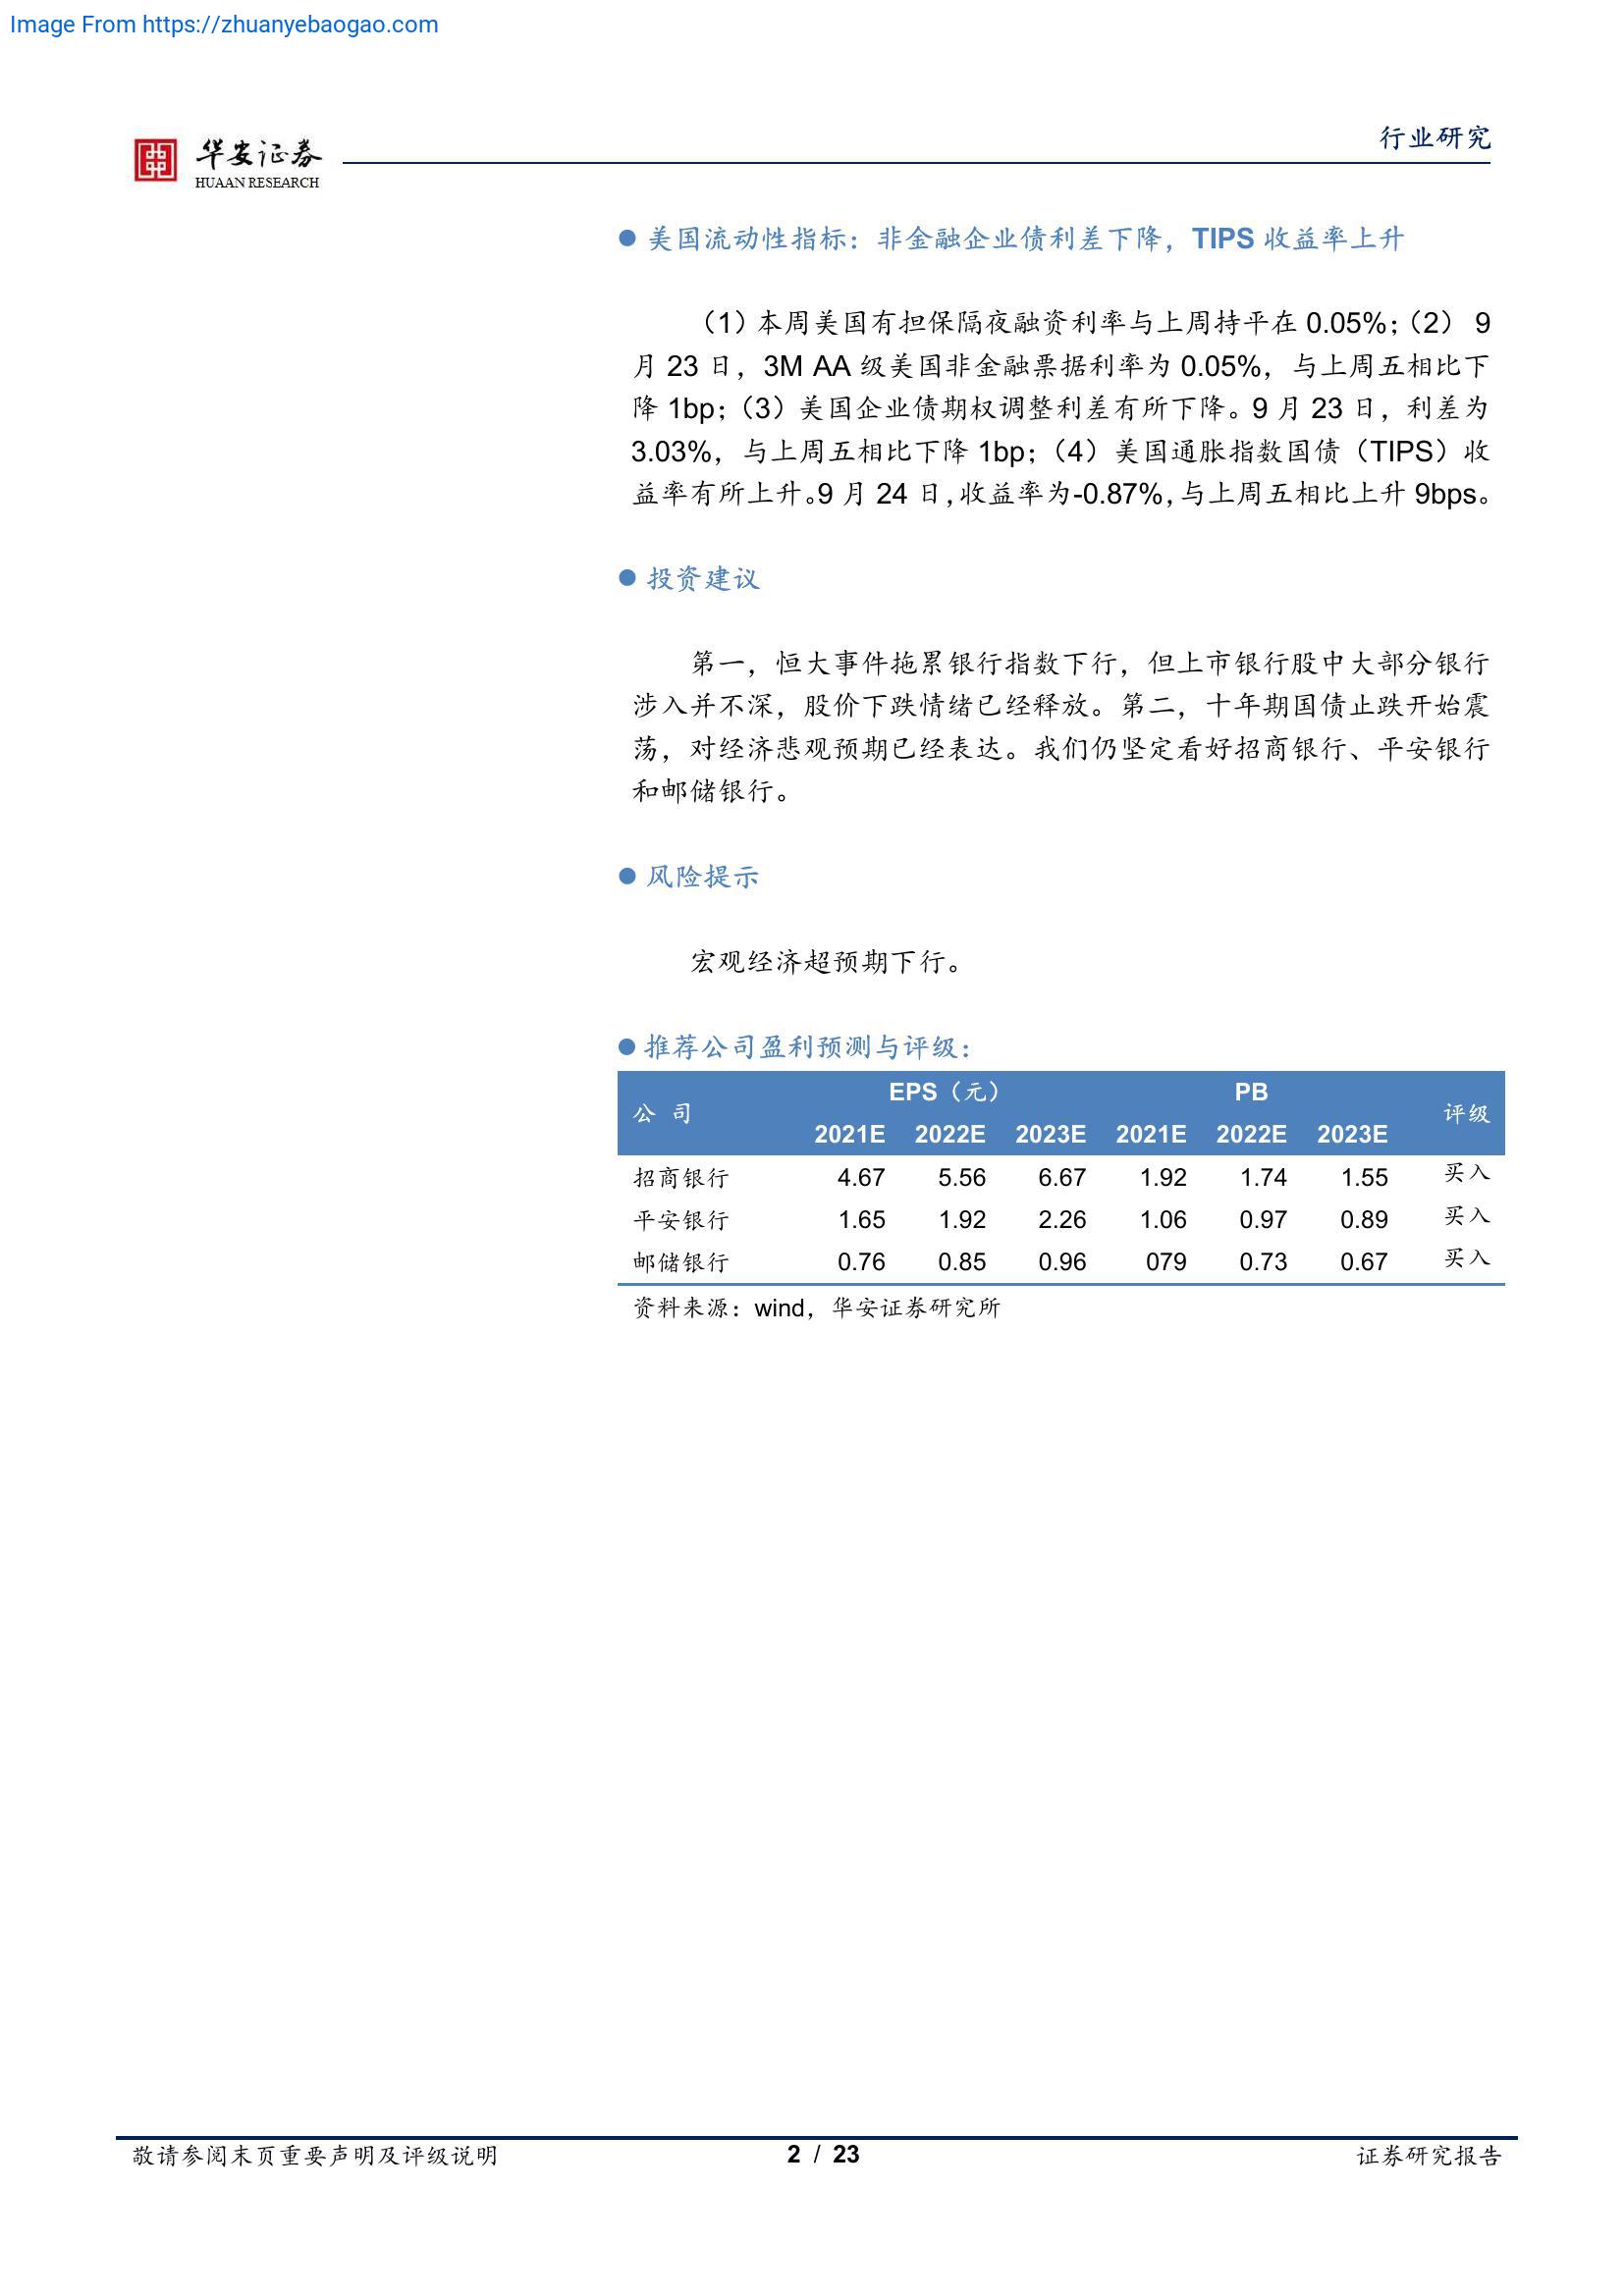 Image From https://zhuanyebaogao.com
华安证券
HUAAN RESEARCH
行业研究
美国流动性指标：非金融企业债利差下降，TIPS 收益率上升
（1）本周美国有担保隔夜融资利率与上周持平在 0.05%；（2） 9
月 23 日，3M AA 级美国非金融票据利率为 0.05%，与上周五相比下
降 1bp；（3）美国企业债期权调整利差有所下降。9 月 23 日，利差为
3.03%，与上周五相比下降 1bp；（4）美国通胀指数国债（TIPS）收
益率有所上升。9 月 24 日，收益率为-0.87%，与上周五相比上升 9bps。
投资建议
第一，恒大事件拖累银行指数下行，但上市银行股中大部分银行
涉入并不深，股价下跌情绪已经释放。第二，十年期国债止跌开始震
荡，对经济悲观预期已经表达。我们仍坚定看好招商银行、平安银行
和邮储银行。
风险提示
宏观经济超预期下行。
推荐公司盈利预测与评级：
公 司 EPS（元） PB 评级
2021E 2022E 2023E 2021E 2022E 2023E
招商银行 4.67 5.56 6.67 1.92 1.74 1.55 买入
平安银行 1.65 1.92 2.26 1.06 0.97 0.89 买入
邮储银行 0.76 0.85 0.96 079 0.73 0.67 买入
资料来源：wind，华安证券研究所
敬请参阅末页重要声明及评级说明 2 / 23 证券研究报告